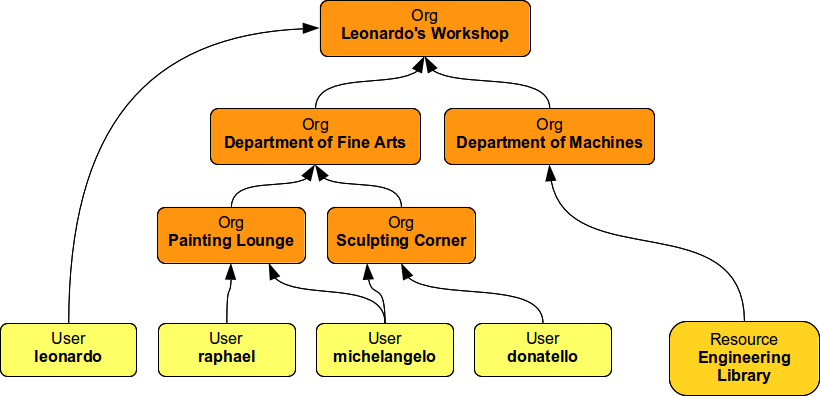 Org
Leonardo's Workshop
Org
Department of Fine Arts
Org
Department of Machines
Org
Painting Lounge
Org
Sculpting Corner
User
leonardo
User
raphael
User
michelangelo
User
donatello
Resource
Engineering
Library